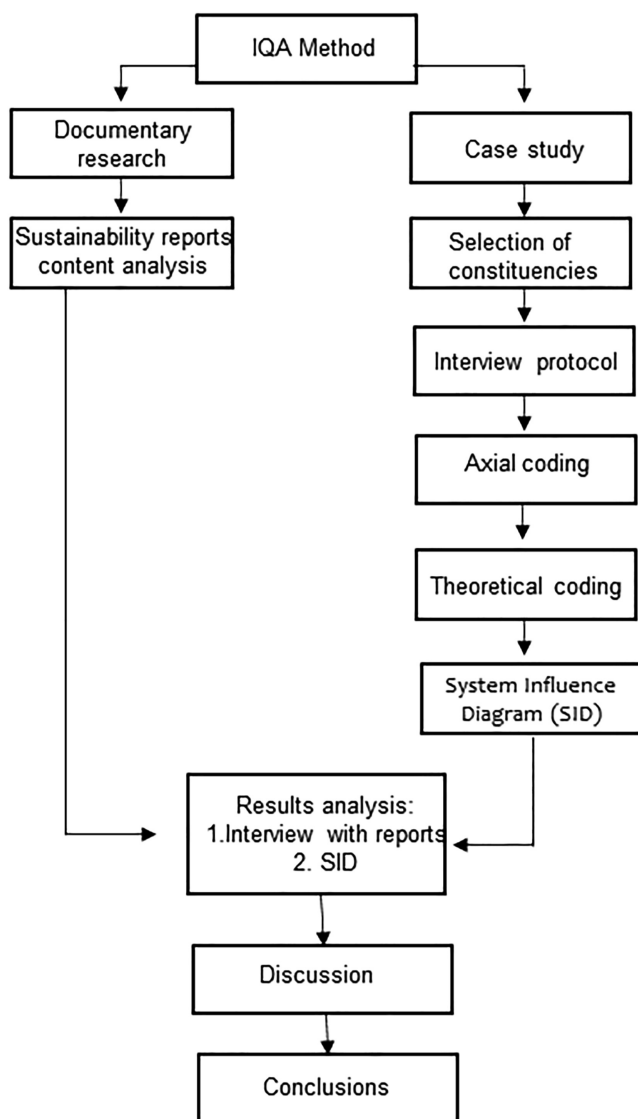 IQA Method
Documentary
research
Case study
Sustainability reports
content analysis
Selection of
constituencies
Interview protocol
Axial coding
Theoretical coding
System Influence
Diagram (SID)
Results analysis:
1.Interview with reports
2. SID
Discussion
Conclusions